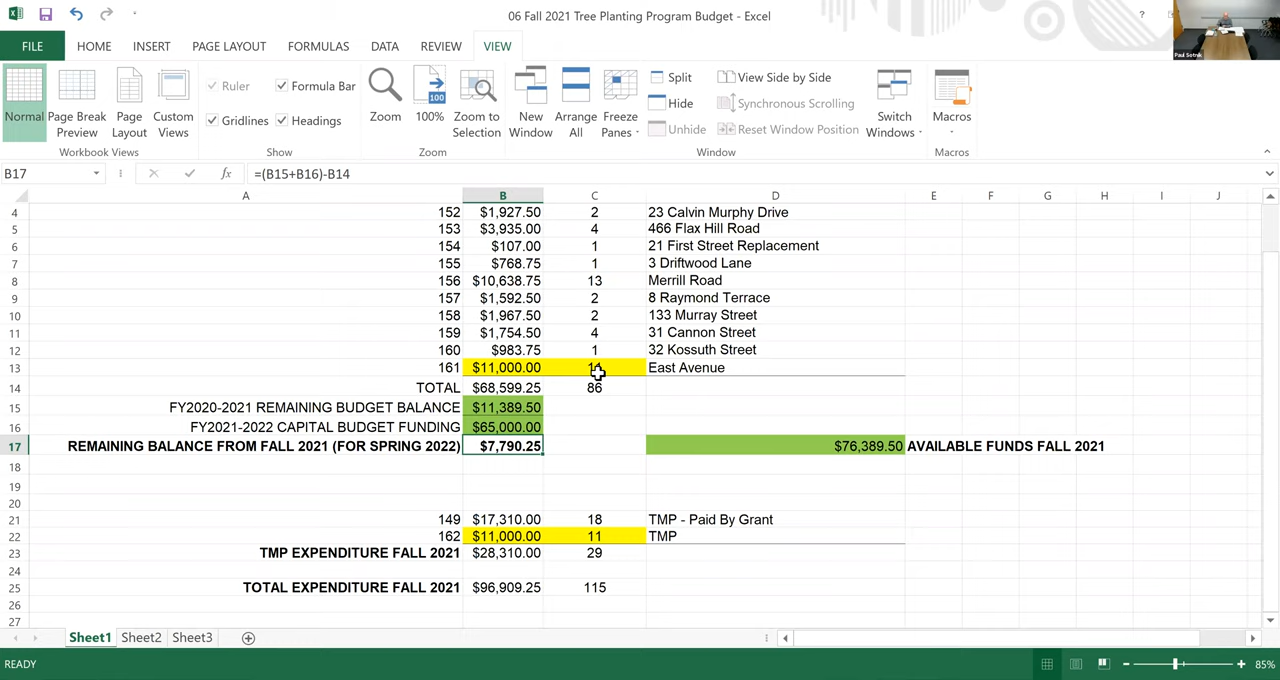 06 Fall 2021 Tree Planting Program Budget - Excel
?
Paul Sotnik
FILE HOME INSERT PAGE LAYOUT FORMULAS DATA REVIEW VIEW
Normal
Page Break Preview
Page Layout
Custom Views
Workbook Views
Ruler
Formula Bar
Gridlines
Headings
Show
Zoom
100
100%
Zoom to Selection
Zoom
New Window
Arrange All
Freeze Panes
Split
Hide
Unhide
View Side by Side
Synchronous Scrolling
Reset Window Position
Switch Windows
Window
Macros
Macros
B17 fx =(B15+B16)-B14
A B C D E F G H I J
4 152 $1,927.50 2 23 Calvin Murphy Drive
5 153 $3,935.00 4 466 Flax Hill Road
6 154 $107.00 1 21 First Street Replacement
7 155 $768.75 1 3 Driftwood Lane
8 156 $10,638.75 13 Merrill Road
9 157 $1,592.50 2 8 Raymond Terrace
10 158 $1,967.50 2 133 Murray Street
11 159 $1,754.50 4 31 Cannon Street
12 160 $983.75 1 32 Kossuth Street
13 161 $11,000.00 East Avenue
14 TOTAL $68,599.25 86
15 FY2020-2021 REMAINING BUDGET BALANCE $11,389.50
16 FY2021-2022 CAPITAL BUDGET FUNDING $65,000.00
17 REMAINING BALANCE FROM FALL 2021 (FOR SPRING 2022) $7,790.25 $76,389.50 AVAILABLE FUNDS FALL 2021
18
19
20
21 149 $17,310.00 18 TMP - Paid By Grant
22 162 $11,000.00 11 TMP
23 TMP EXPENDITURE FALL 2021 $28,310.00 29
24
25 TOTAL EXPENDITURE FALL 2021 $96,909.25 115
26
27
Sheet1 Sheet2 Sheet3
READY 85%